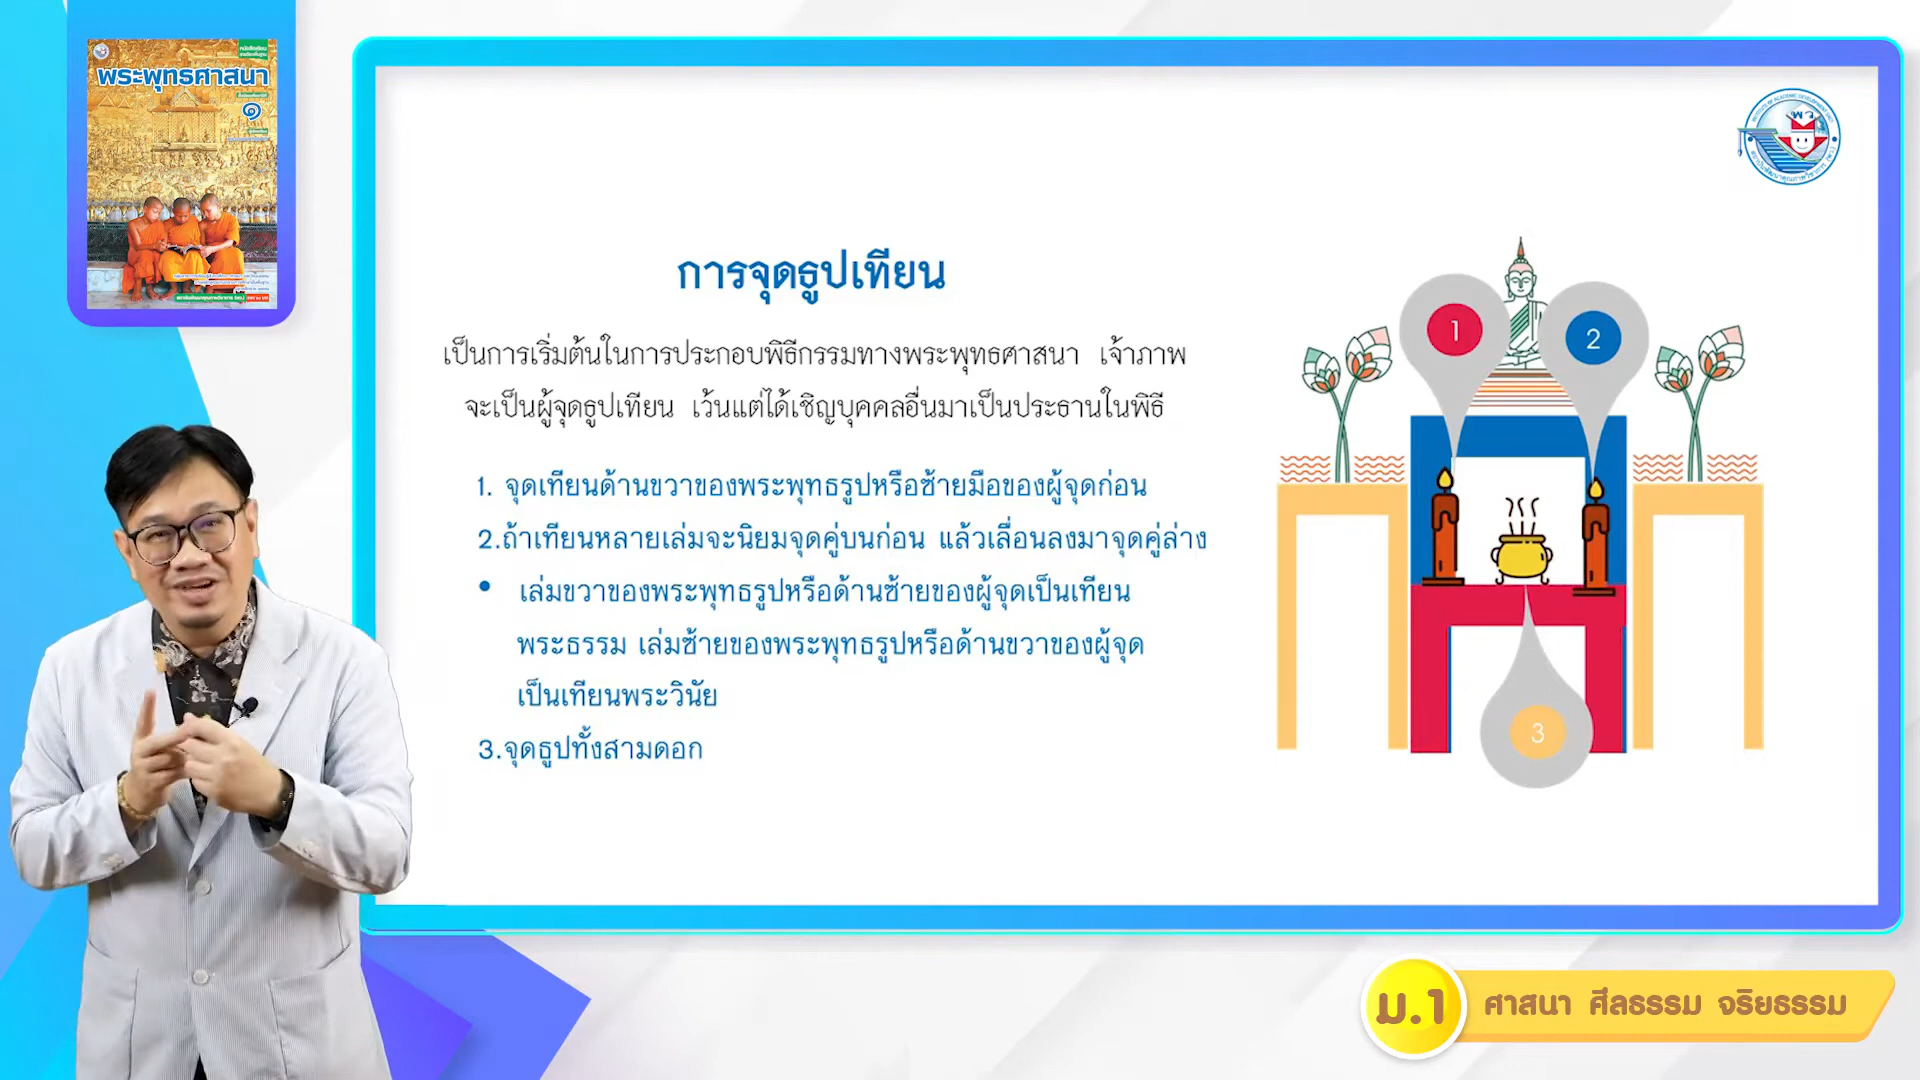 หนังสือเรียน
พระพุทธศาสนา
๑
การจุดธูปเทียน
เป็นการเริ่มต้นในการประกอบพิธีกรรมทางพระพุทธศาสนา เจ้าภาพ
จะเป็นผู้จุดธูปเทียน เว้นแต่ได้เชิญบุคคลอื่นมาเป็นประธานในพิธี
1. จุดเทียนด้านขวาของพระพุทธรูปหรือซ้ายมือของผู้จุดก่อน
2.ถ้าเทียนหลายเล่มจะนิยมจุดคู่บนก่อน แล้วเลื่อนลงมาจุดคู่ล่าง
• เล่มขวาของพระพุทธรูปหรือด้านซ้ายของผู้จุดเป็นเทียน
พระธรรม เล่มซ้ายของพระพุทธรูปหรือด้านขวาของผู้จุด
เป็นเทียนพระวินัย
3.จุดธูปทั้งสามดอก
พว
1
2
3
ม.1
ศาสนา ศีลธรรม จริยธรรม